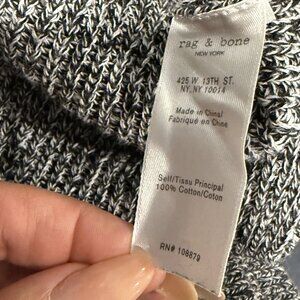 rag & bone
NEW YORK
425 W. 13TH ST.
NY, NY 10014
Made in China/
Fabriqué en Chine
Self/Tissu Principal
100% Cotton/Coton
RN# 108879